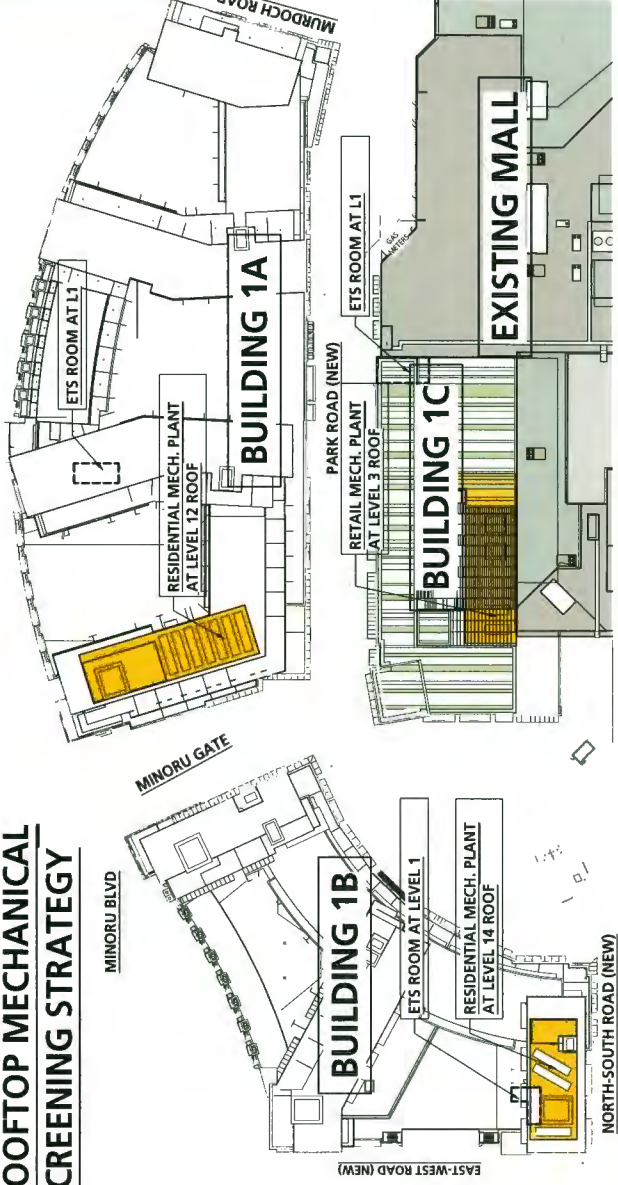 OOFTOP MECHANICAL
CREENING STRATEGY
MINORU BLVD
MINORU GATE
MURDOCH ROAD
ETS ROOM AT L1
RESIDENTIAL MECH. PLANT
AT LEVEL 12 ROOF
BUILDING 1A
PARK ROAD (NEW)
ETS ROOM AT L1
GAS
METERS
RETAIL MECH. PLANT
AT LEVEL 3 ROOF
BUILDING 1C
EXISTING MALL
BUILDING 1B
ETS ROOM AT LEVEL 1
RESIDENTIAL MECH. PLANT
AT LEVEL 14 ROOF
EAST-WEST ROAD (NEW)
NORTH-SOUTH ROAD (NEW)